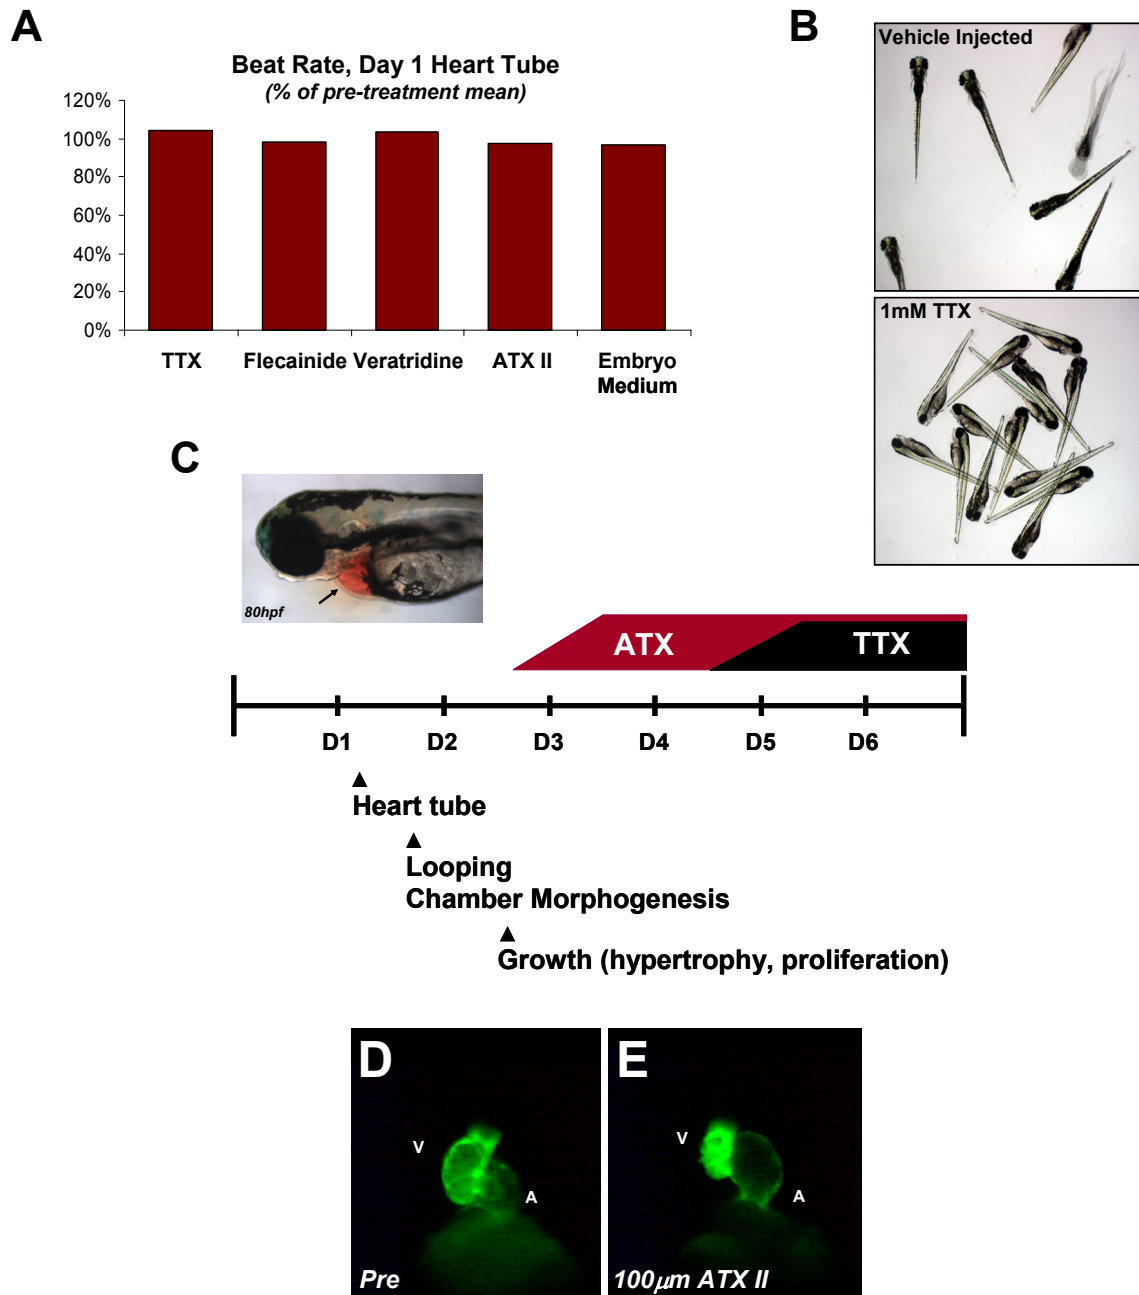 A
Beat Rate, Day 1 Heart Tube
(% of pre-treatment mean)
120%
100%
80%
60%
40%
20%
0%
TTX Flecainide Veratridine ATX II Embryo
Medium
B
Vehicle Injected
1mM TTX
C
80hpf
ATX TTX
D1 D2 D3 D4 D5 D6
▲
Heart tube
▲
Looping
Chamber Morphogenesis
▲
Growth (hypertrophy, proliferation)
D
V
A
Pre
E
V
A
100μm ATX II